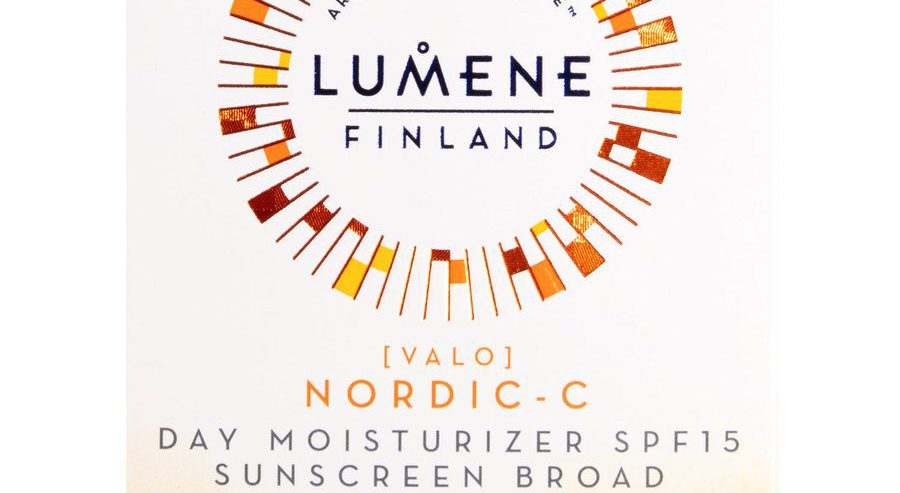 LUMENE
FINLAND
[VALO]
NORDIC-C
DAY MOISTURIZER SPF15
SUNSCREEN BROAD